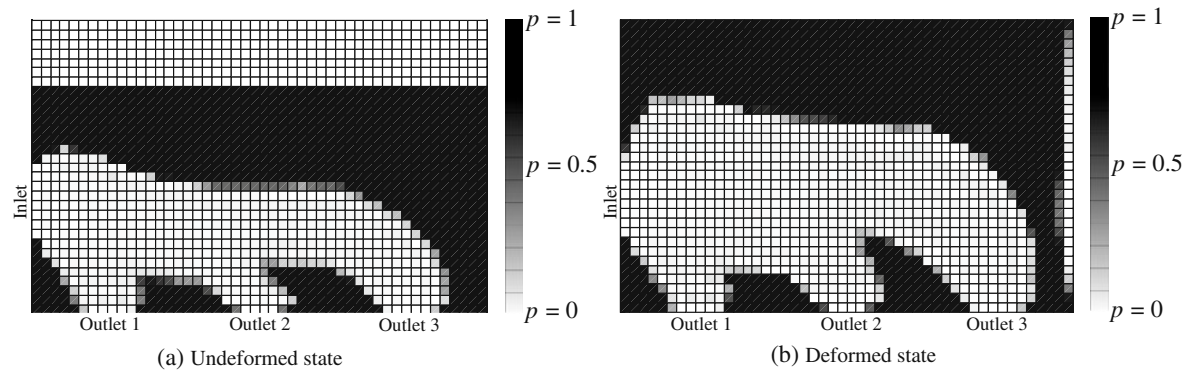 p = 1
p = 0.5
p = 0
Inlet
Outlet 1 Outlet 2 Outlet 3
(a) Undeformed state
p = 1
p = 0.5
p = 0
Inlet
Outlet 1 Outlet 2 Outlet 3
(b) Deformed state